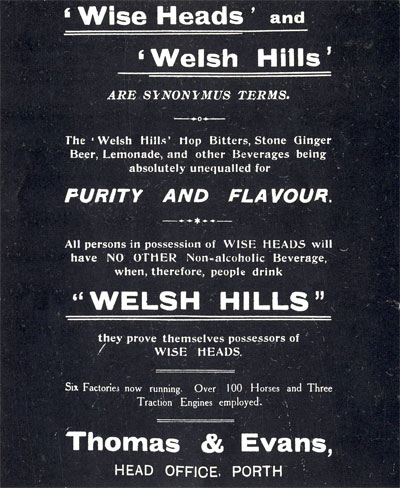 'Wise Heads' and
'Welsh Hills'
ARE SYNONYMUS TERMS.
The 'Welsh Hills' Hop Bitters, Stone Ginger
Beer, Lemonade, and other Beverages being
absolutely unequalled for
PURITY AND FLAVOUR.
All persons in possession of WISE HEADS will
have NO OTHER Non-alcoholic Beverage,
when, therefore, people drink
"WELSH HILLS"
they prove themselves possessors of
WISE HEADS.
Six Factories now running. Over 100 Horses and Three
Traction Engines employed.
Thomas & Evans,
HEAD OFFICE, PORTH